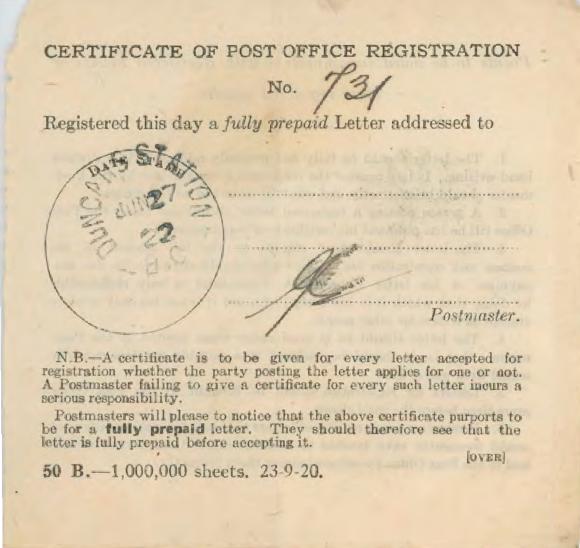 CERTIFICATE OF POST OFFICE REGISTRATION
No. 731
Registered this day a fully prepaid Letter addressed to
DATE STAMP
DUNCANS STATION
JUN 27
22
B.C.
Postmaster.
N.B.—A certificate is to be given for every letter accepted for
registration whether the party posting the letter applies for one or not.
A Postmaster failing to give a certificate for every such letter incurs a
serious responsibility.
Postmasters will please to notice that the above certificate purports to
be for a fully prepaid letter. They should therefore see that the
letter is fully prepaid before accepting it.
[OVER]
50 B.—1,000,000 sheets. 23-9-20.